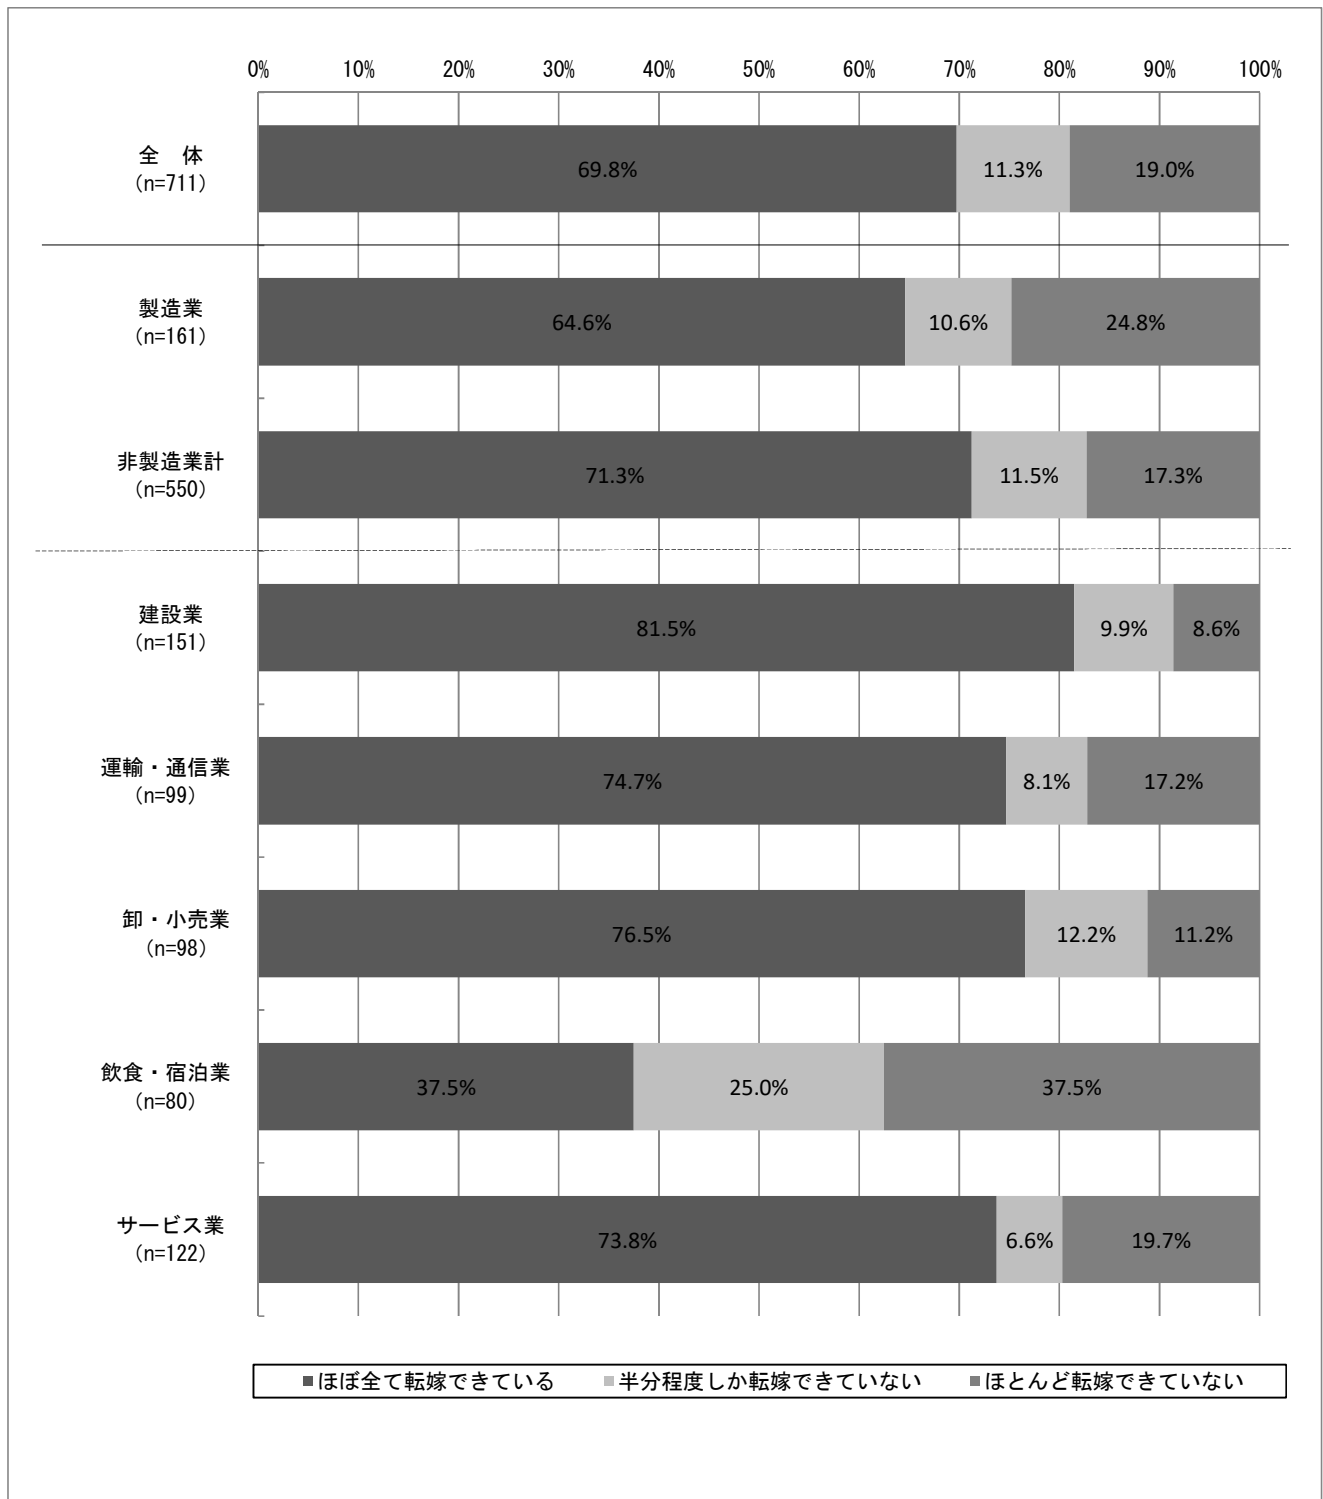 0% 10% 20% 30% 40% 50% 60% 70% 80% 90% 100%
全　体
(n=711)
69.8% 11.3% 19.0%
製造業
(n=161)
64.6% 10.6% 24.8%
非製造業計
(n=550)
71.3% 11.5% 17.3%
建設業
(n=151)
81.5% 9.9% 8.6%
運輸・通信業
(n=99)
74.7% 8.1% 17.2%
卸・小売業
(n=98)
76.5% 12.2% 11.2%
飲食・宿泊業
(n=80)
37.5% 25.0% 37.5%
サービス業
(n=122)
73.8% 6.6% 19.7%
ほぼ全て転嫁できている 半分程度しか転嫁できていない ほとんど転嫁できていない